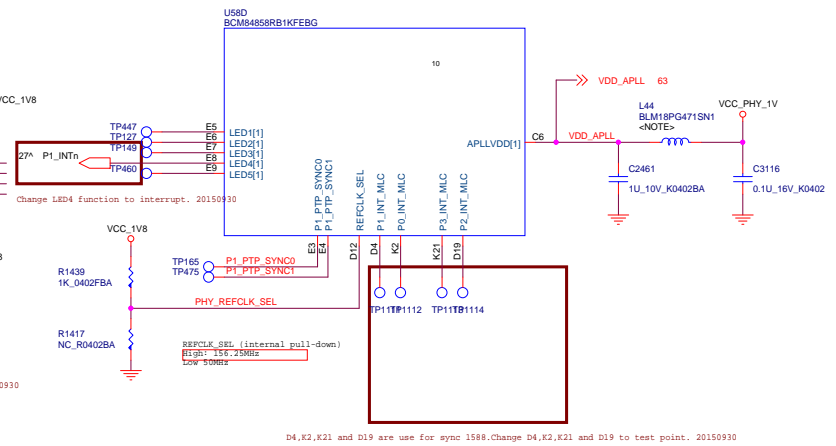 U58D
BCM84858RB1KFEBG
10
VDD_APLL 63
L44
BLM18PG471SN1
<NOTE>
VCC_PHY_1V
VCC_1V8
TP447
TP127
TP149
TP460
E5
E6
E7
E8
E9
LED1[1]
LED2[1]
LED3[1]
LED4[1]
LED5[1]
27^ P1_INTn
APLLVDD[1]
C6
VDD_APLL
C2461
1U_10V_K0402BA
C3116
0.1U_16V_K0402
Change LED4 function to interrupt. 20150930
P1_PTP_SYNC0
P1_PTP_SYNC1
REFCLK_SEL
P1_INT_MLC
P0_INT_MLC
P3_INT_MLC
P2_INT_MLC
E3
E4
D12
D4
K2
K21
D19
VCC_1V8
TP165
TP475
P1_PTP_SYNC0
P1_PTP_SYNC1
R1439
1K_0402FBA
PHY_REFCLK_SEL
TP1112
TP1114
R1417
NC_R0402BA
REFCLK_SEL (internal pull-down)
High: 156.25MHz
Low 50MHz
0930
D4,K2,K21 and D19 are use for sync 1588.Change D4,K2,K21 and D19 to test point. 20150930